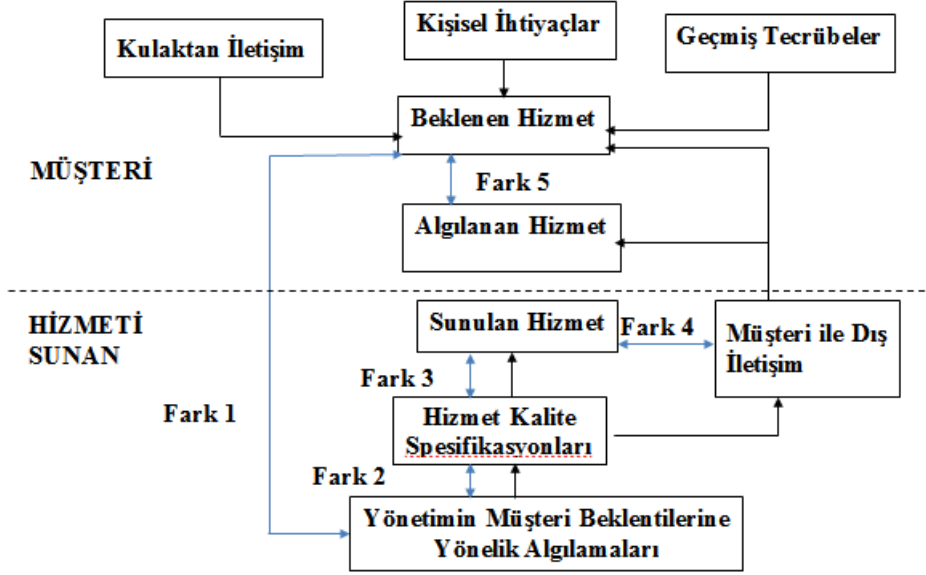 Kulaktan İletişim
Kişisel İhtiyaçlar
Geçmiş Tecrübeler
Beklenen Hizmet
MÜŞTERİ
Fark 5
Algılanan Hizmet
HİZMETİ
SUNAN
Sunulan Hizmet
Fark 4
Müşteri ile Dış
İletişim
Fark 3
Fark 1
Hizmet Kalite
Spesifikasyonları
Fark 2
Yönetimin Müşteri Beklentilerine
Yönelik Algılamaları